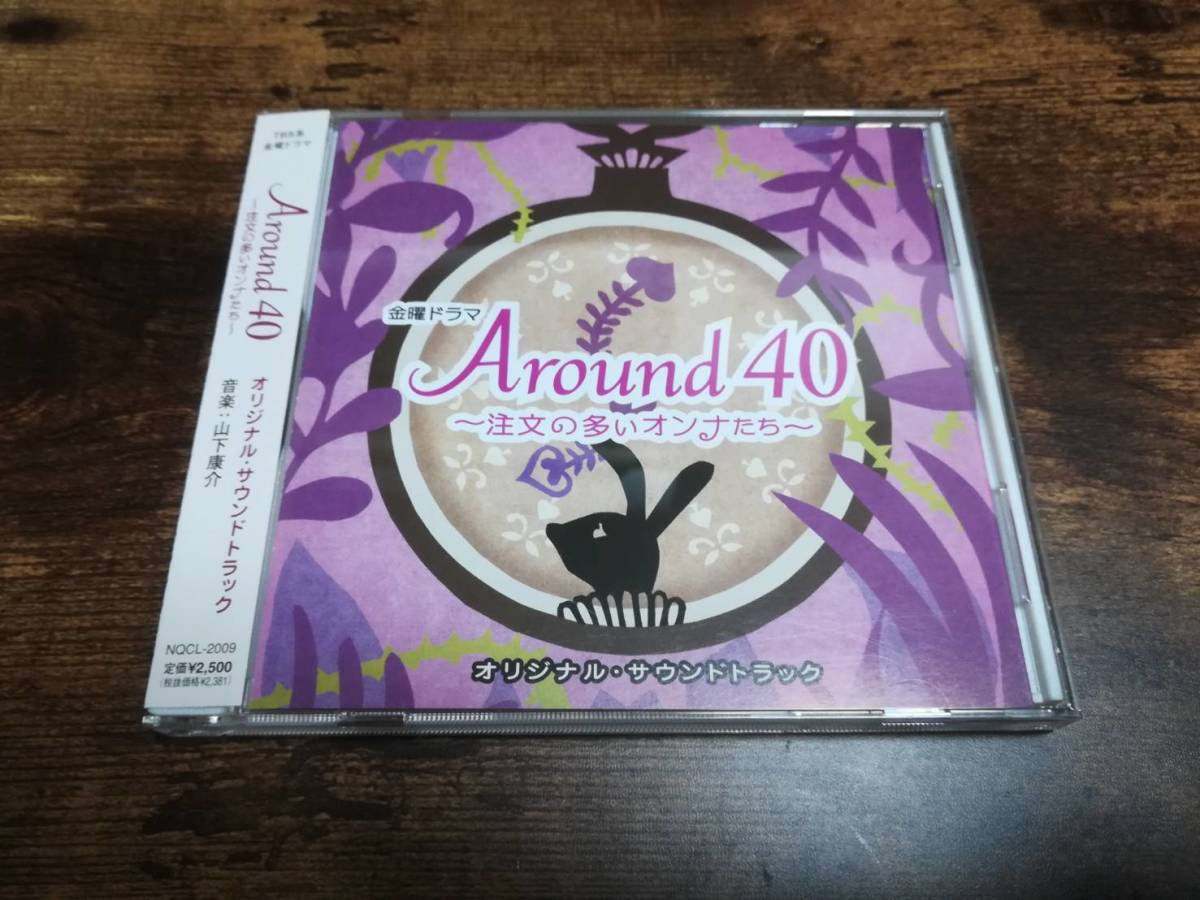 TBS系
金曜ドラマ
Around 40
～注文の多いオンナたち～
オリジナル・サウンドトラック
音楽：山下康介
NQCL-2009
定価¥2,500
(税抜価格¥2,381)
金曜ドラマ
Around 40
～注文の多いオンナたち～
オリジナル・サウンドトラック